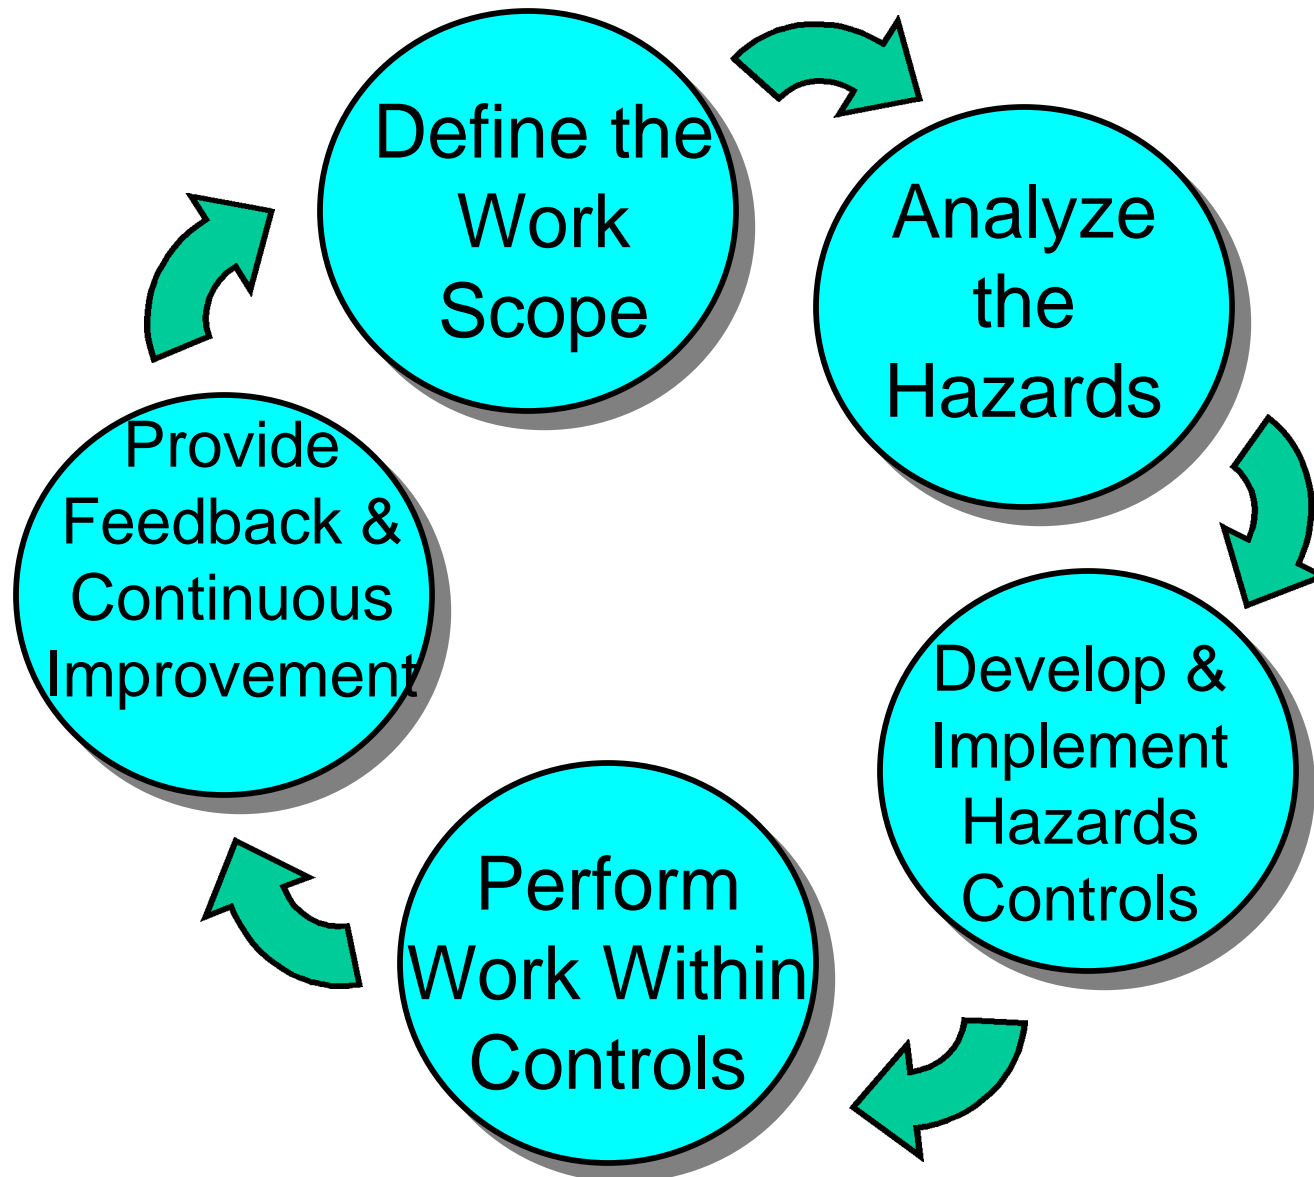 Define the
Work
Scope
Analyze
the
Hazards
Develop &
Implement
Hazards
Controls
Perform
Work Within
Controls
Provide
Feedback &
Continuous
Improvement